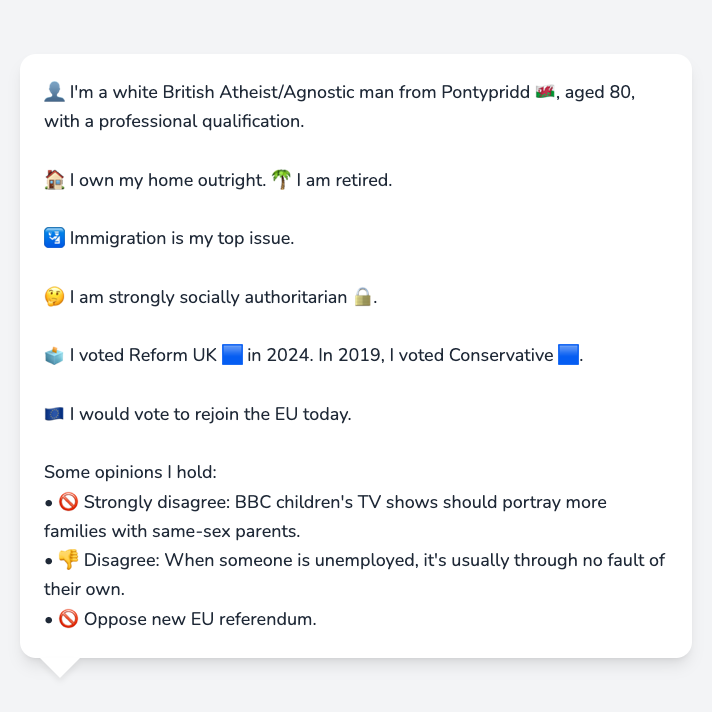 👤 I'm a white British Atheist/Agnostic man from Pontypridd 🏴󠁧󠁢󠁷󠁬󠁳󠁿, aged 80,
with a professional qualification.
🏠 I own my home outright. 🌴 I am retired.
🛂 Immigration is my top issue.
🤔 I am strongly socially authoritarian 🔒.
🗳️ I voted Reform UK 🟦 in 2024. In 2019, I voted Conservative 🟦.
🇪🇺 I would vote to rejoin the EU today.
Some opinions I hold:
• 🚫 Strongly disagree: BBC children's TV shows should portray more
families with same-sex parents.
• 👎 Disagree: When someone is unemployed, it's usually through no fault of
their own.
• 🚫 Oppose new EU referendum.